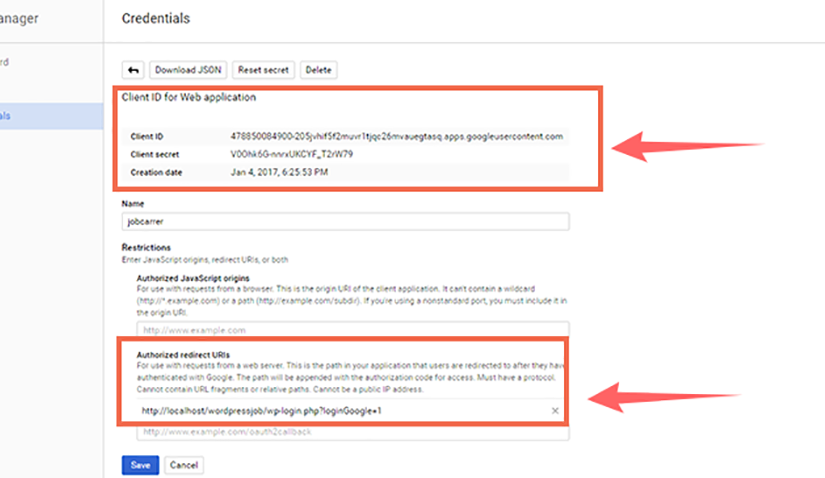 anager
Credentials
rd
als
Download JSON
Reset secret
Delete
Client ID for Web application
Client ID 478850084900-205jvhif5f2muvr1tjqc26mvauegtasq.apps.googleusercontent.com
Client secret V0Ohk6G-nnrxUKCYF_T2rW79
Creation date Jan 4, 2017, 6:25:53 PM
Name
jobcarrer
Restrictions
Enter JavaScript origins, redirect URIs, or both
Authorized JavaScript origins
For use with requests from a browser. This is the origin URI of the client application. It can't contain a wildcard
(http://*.example.com) or a path (http://example.com/subdir). If you're using a nonstandard port, you must include it in
the origin URI.
http://www.example.com
Authorized redirect URIs
For use with requests from a web server. This is the path in your application that users are redirected to after they have
authenticated with Google. The path will be appended with the authorization code for access. Must have a protocol.
Cannot contain URL fragments or relative paths. Cannot be a public IP address.
http://localhost/wordpressjob/wp-login.php?loginGoogle=1
http://www.example.com/oauth2callback
Save
Cancel